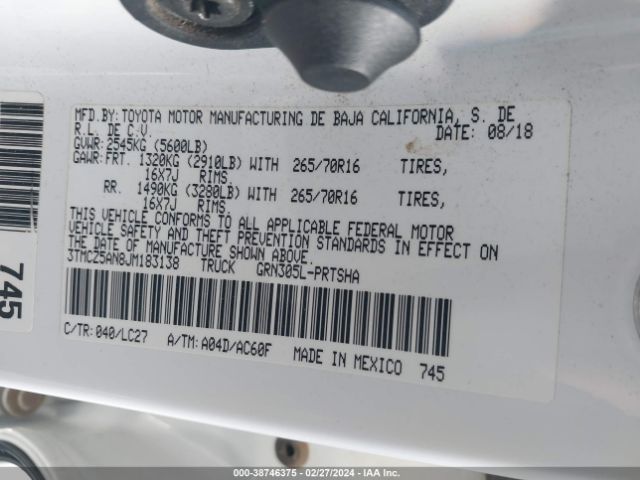 MFD.BY:TOYOTA MOTOR MANUFACTURING DE BAJA CALIFORNIA, S. DE
R.L. DE C.V.
DATE: 08/18
GVWR:2545KG (5600LB)
GAWR:FRT. 1320KG (2910LB) WITH 265/70R16 TIRES,
16X7J RIMS,
RR. 1490KG (3280LB) WITH 265/70R16 TIRES,
16X7J RIMS
THIS VEHICLE CONFORMS TO ALL APPLICABLE FEDERAL MOTOR
VEHICLE SAFETY AND THEFT PREVENTION STANDARDS IN EFFECT ON
THE DATE OF MANUFACTURE SHOWN ABOVE.
3TMCZ5AN8JM183138 TRUCK GRN305L-PRTSHA
C/TR:040/LC27 A/TM:A04D/AC60F MADE IN MEXICO 745
745
000-38746375 - 02/27/2024 - IAA Inc.